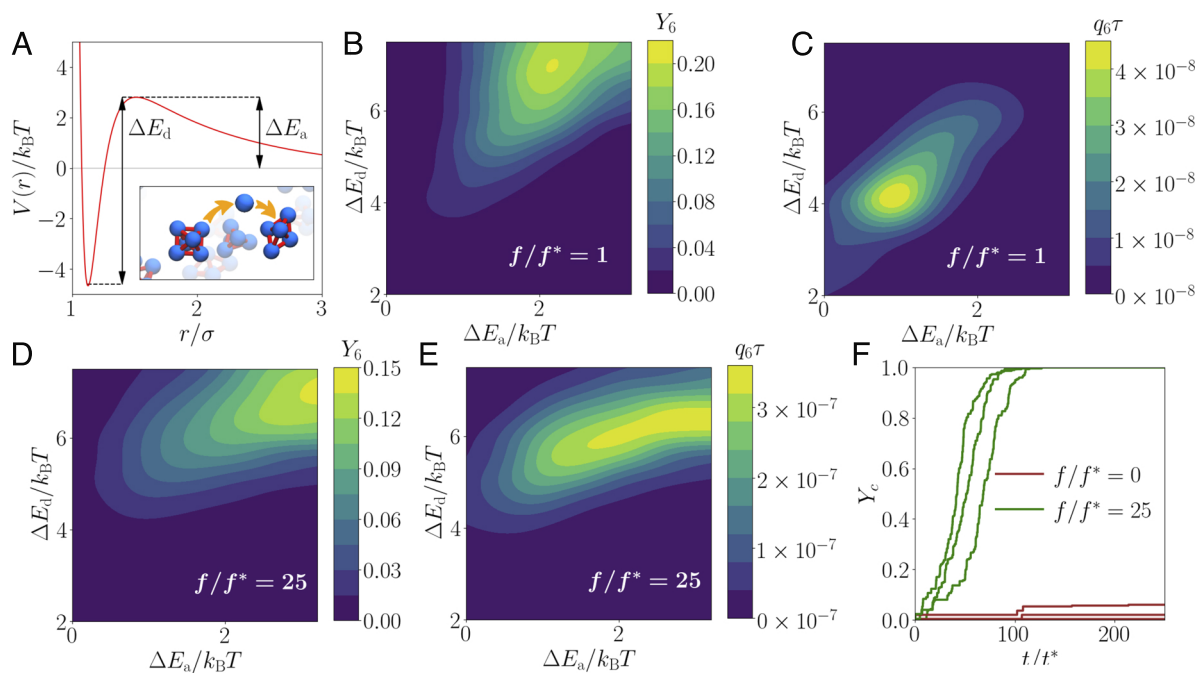 A
V(r)/k_BT
4
2
0
−2
−4
ΔE_d
ΔE_a
1
2
3
r/σ
B
Y_6
ΔE_d/k_BT
6
4
2
0
2
ΔE_a/k_BT
f/f* = 1
0.20
0.16
0.12
0.08
0.04
0.00
C
q_6τ
ΔE_d/k_BT
6
4
2
0
2
ΔE_a/k_BT
f/f* = 1
4 × 10⁻⁸
3 × 10⁻⁸
2 × 10⁻⁸
1 × 10⁻⁸
0 × 10⁻⁸
D
Y_6
ΔE_d/k_BT
6
4
2
0
2
ΔE_a/k_BT
f/f* = 25
0.15
0.12
0.09
0.06
0.03
0.00
E
q_6τ
ΔE_d/k_BT
6
4
2
0
2
ΔE_a/k_BT
f/f* = 25
3 × 10⁻⁷
2 × 10⁻⁷
1 × 10⁻⁷
0 × 10⁻⁷
F
Y_c
1.0
0.8
0.6
0.4
0.2
0.0
f/f* = 0
f/f* = 25
0
100
200
t/t*